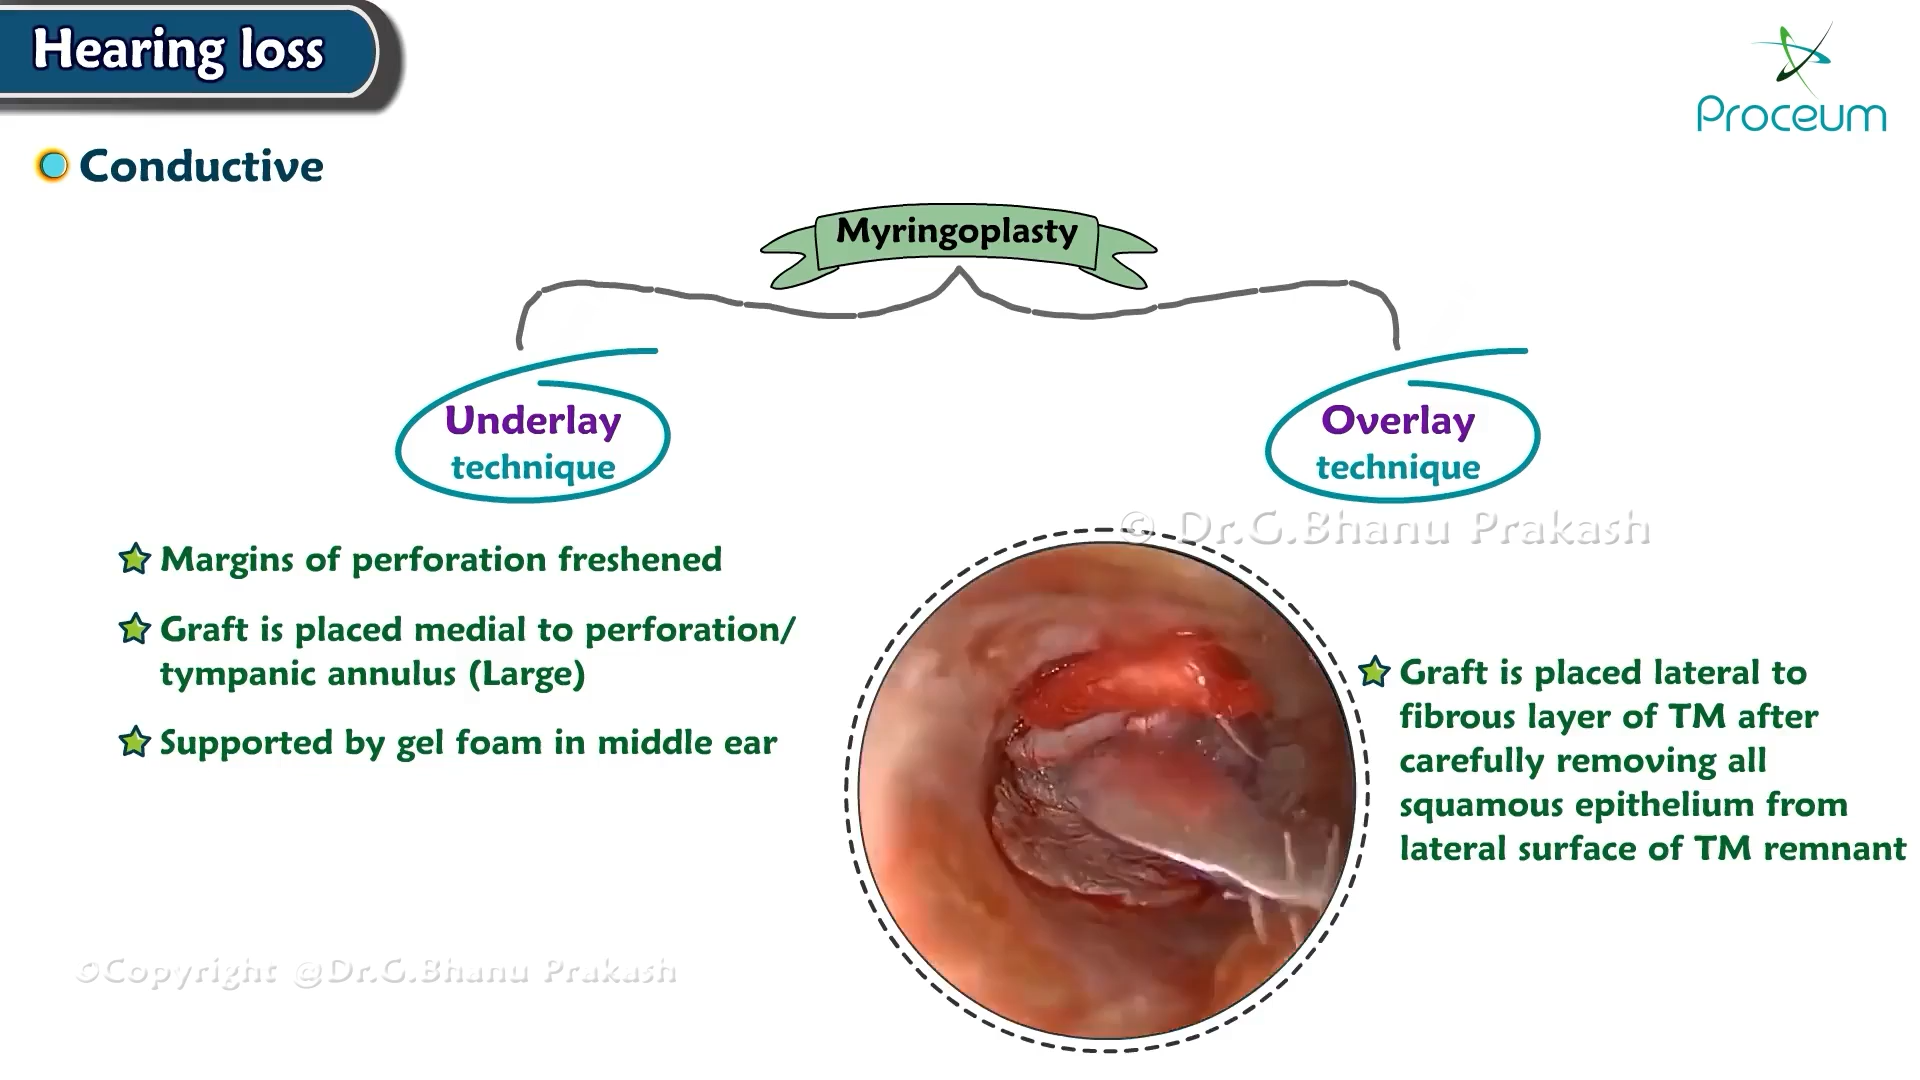 Hearing loss
Proceum
Conductive
Myringoplasty
Underlay
technique
Overlay
technique
© Dr.G.Bhanu Prakash
Margins of perforation freshened
Graft is placed medial to perforation/
tympanic annulus (Large)
Supported by gel foam in middle ear
Graft is placed lateral to
fibrous layer of TM after
carefully removing all
squamous epithelium from
lateral surface of TM remnant
©Copyright @Dr.G.Bhanu Prakash